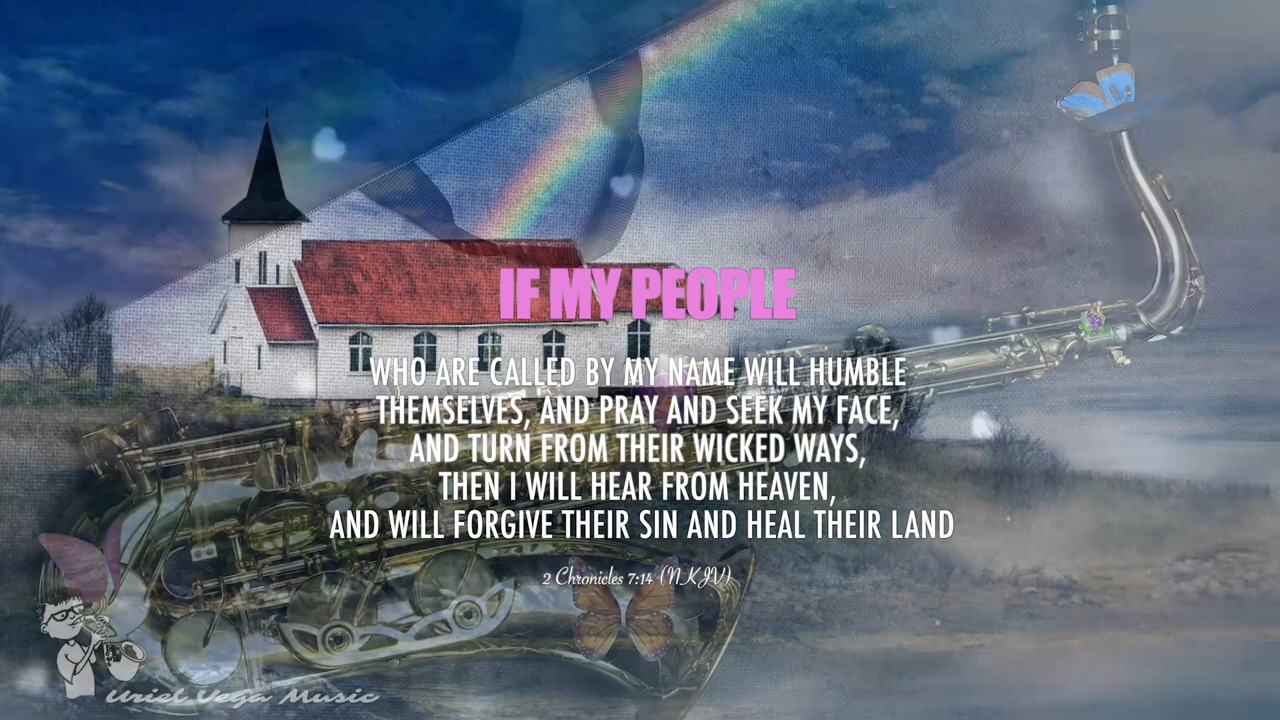 IF MY PEOPLE
WHO ARE CALLED BY MY NAME WILL HUMBLE
THEMSELVES, AND PRAY AND SEEK MY FACE,
AND TURN FROM THEIR WICKED WAYS,
THEN I WILL HEAR FROM HEAVEN,
AND WILL FORGIVE THEIR SIN AND HEAL THEIR LAND
2 Chronicles 7:14 (NKJV)
Uriel Vega Music